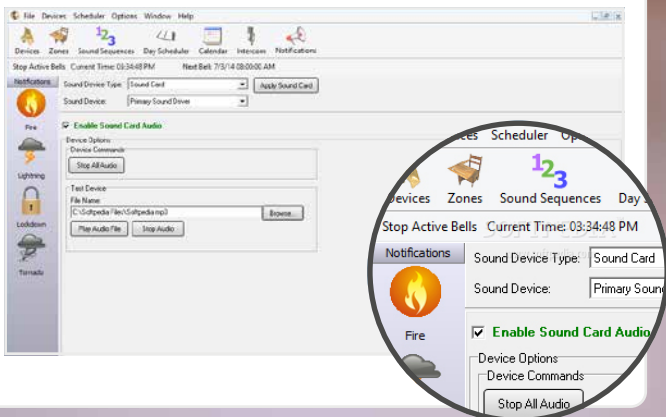 File Devices Scheduler Options Window Help
Devices Zones Sound Sequences Day Scheduler Calendar Intercom Notifications
Stop Active Bells Current Time: 03:34:48 PM Next Bell: 7/3/14 08:00:00 AM
Notifications
Sound Device Type: Sound Card Apply Sound Card
Sound Device: Primary Sound Driver
Fire
Enable Sound Card Audio
Device Options
Device Commands
Stop All Audio
Lightning
Test Device
File Name
C:\Softpedia Files\Softpedia.mp3 Browse...
Play Audio File Stop Audio
Lockdown
Tornado
ces Scheduler Op
123
Devices Zones Sound Sequences Day S
Stop Active Bells Current Time: 03:34:48 PM
Notifications
Sound Device Type: Sound Card
Sound Device: Primary Soun
Fire
Enable Sound Card Audio
Device Options
Device Commands
Stop All Audio